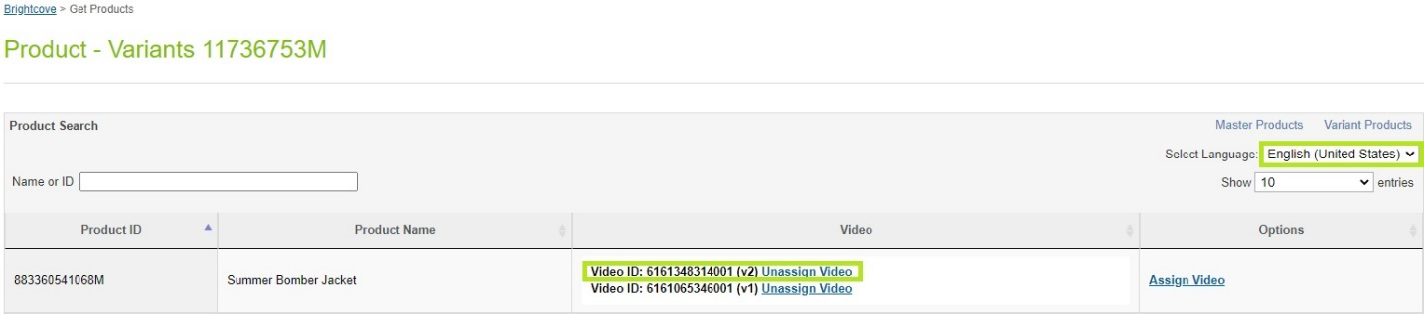 Brightcove > Get Products
Product - Variants 11736753M
Product Search
Master Products Variant Products
Select Language: English (United States)
Name or ID
Show 10 entries
Product ID Product Name Video Options
883360541068M Summer Bomber Jacket Video ID: 6161348314001 (v2) Unassign Video Assign Video
Video ID: 6161065346001 (v1) Unassign Video